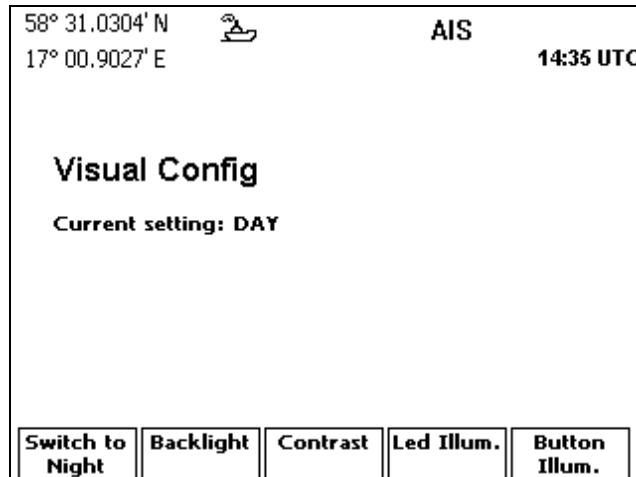 58° 31.0304' N AIS
17° 00.9027' E 14:35 UTC
Visual Config
Current setting: DAY
Switch to Night
Backlight
Contrast
Led Illum.
Button Illum.